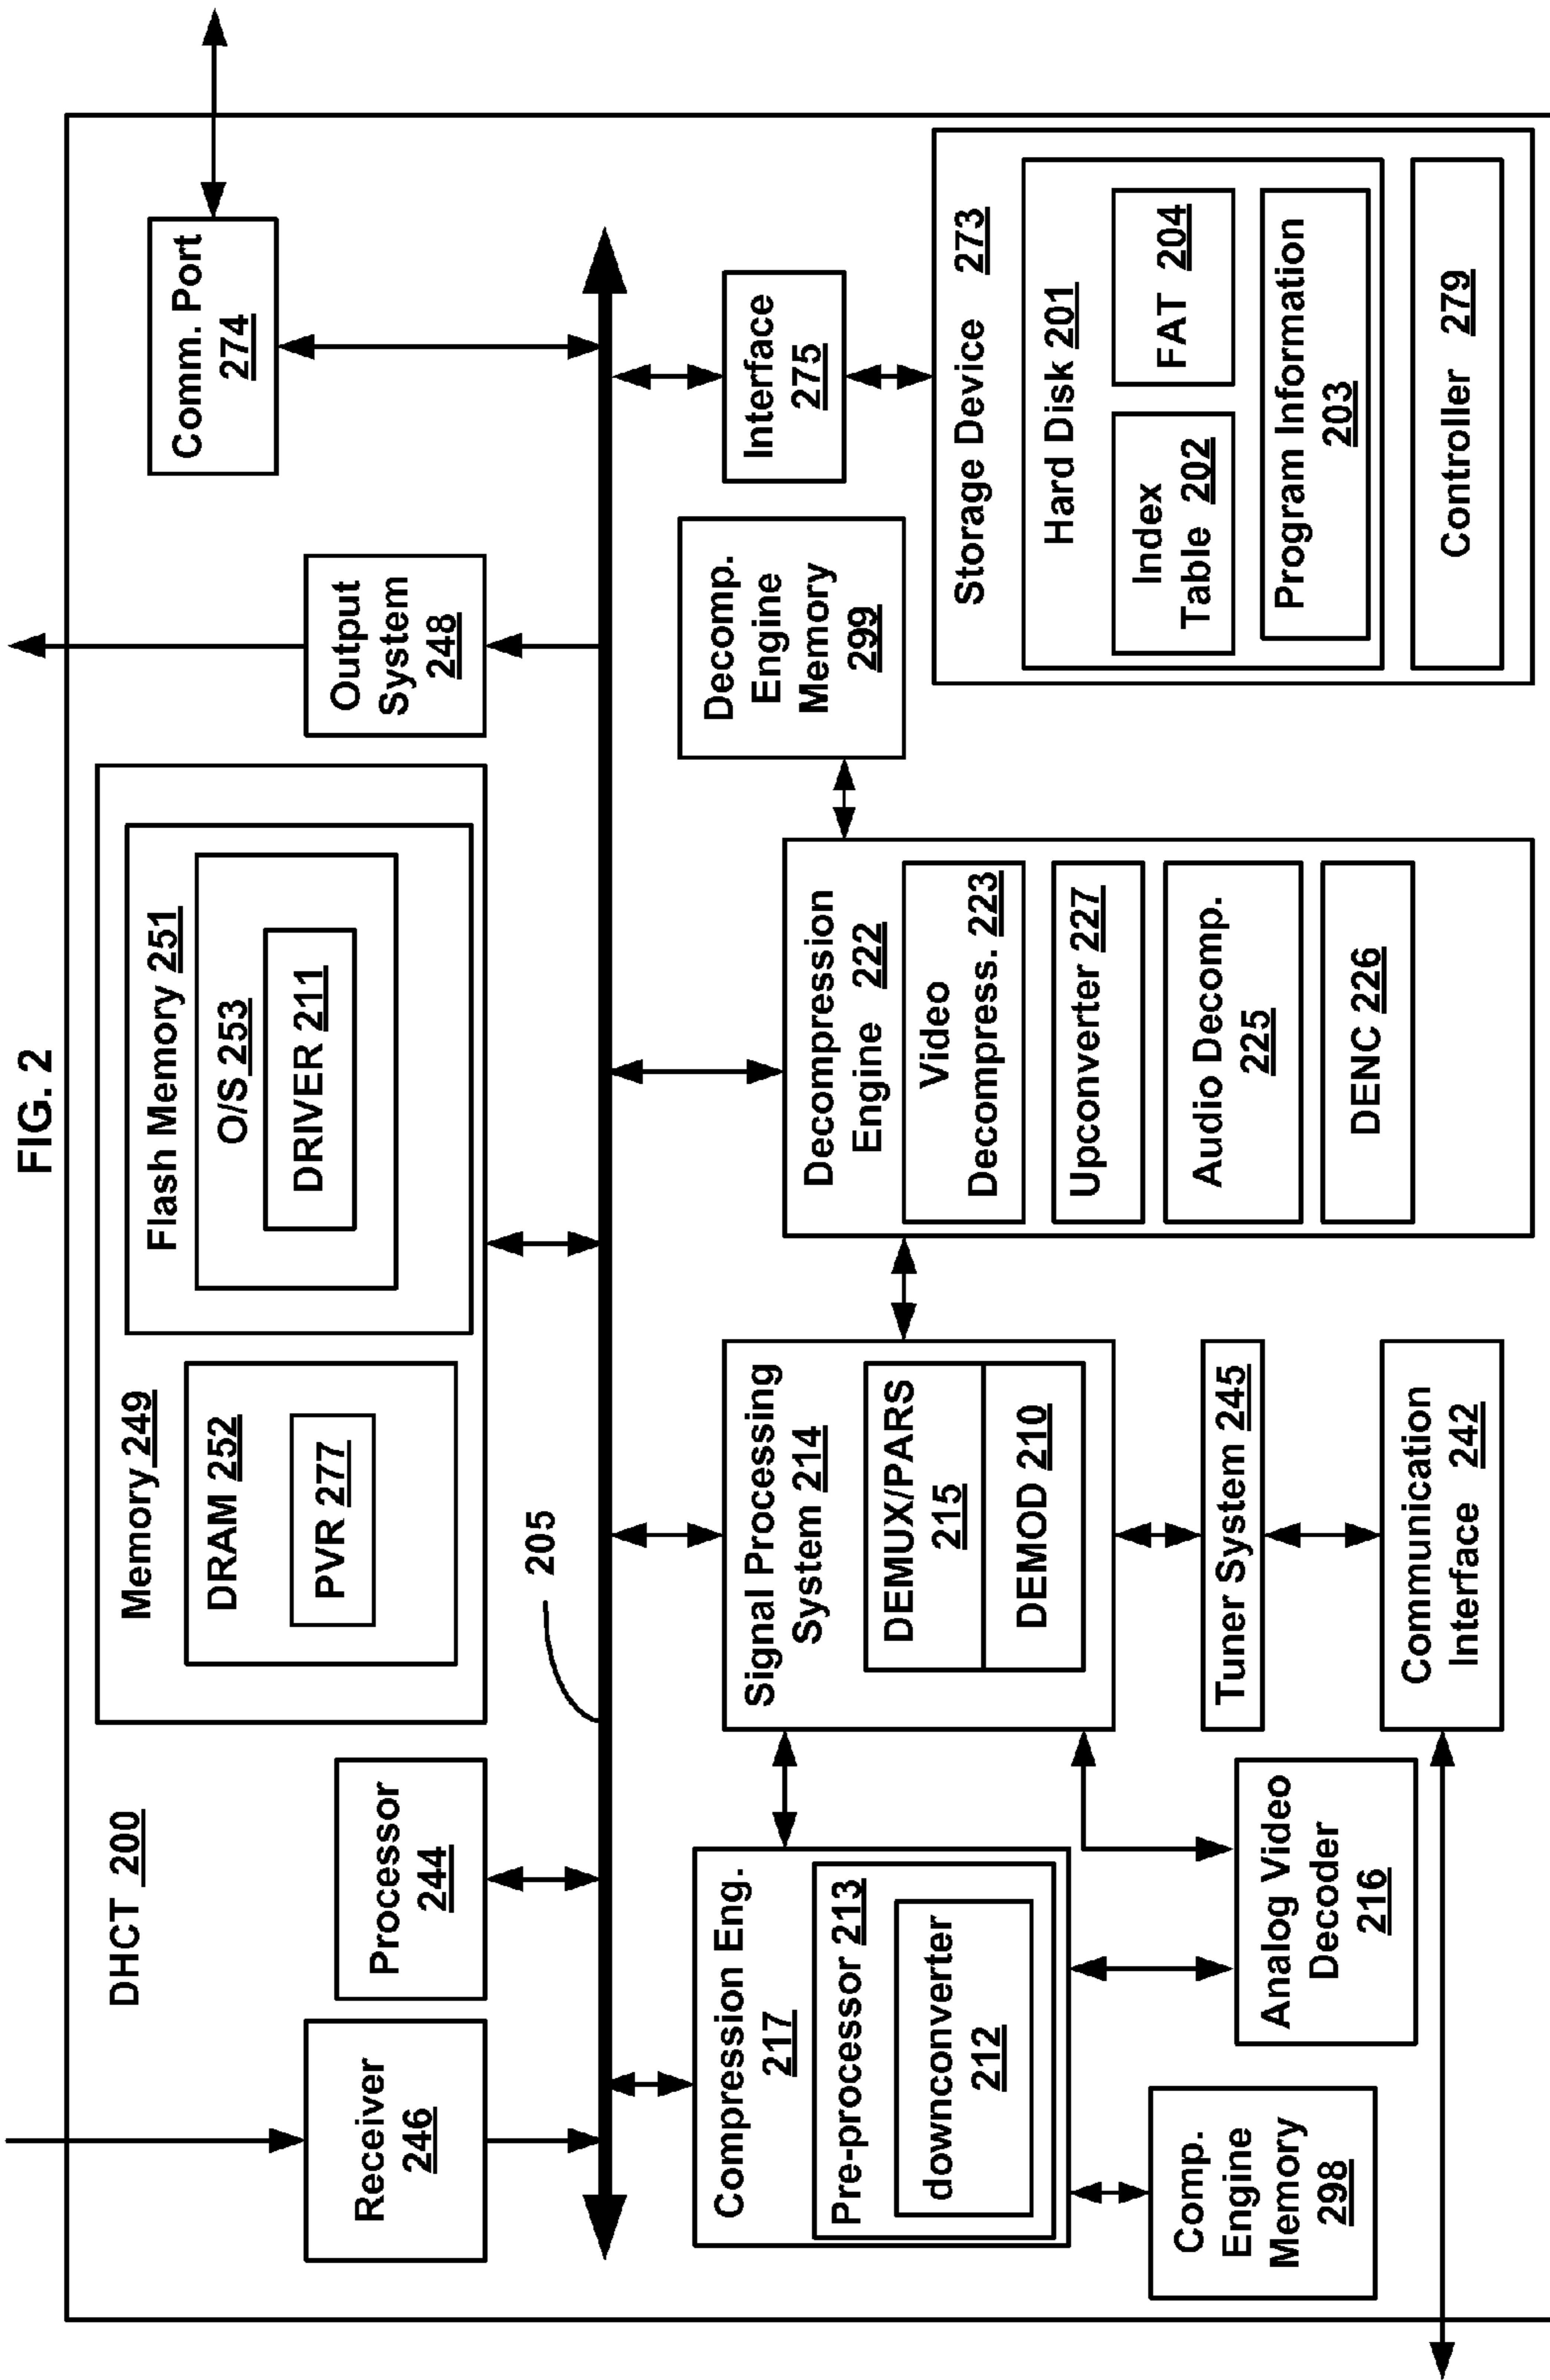 FIG. 2
DHCT 200
Receiver
246
Processor
244
Memory 249
DRAM 252
PVR 277
Flash Memory 251
O/S 253
DRIVER 211
Output
System
248
Comm. Port
274
205
Compression Eng.
217
Pre-processor 213
downconverter
212
Signal Processing
System 214
DEMUX/PARS
215
DEMOD 210
Decompression
Engine 222
Video
Decompress. 223
Upconverter 227
Audio Decomp.
225
DENC 226
Decomp.
Engine
Memory
299
Interface
275
Storage Device 273
Hard Disk 201
Index
Table 202
FAT 204
Program Information
203
Controller 279
Comp.
Engine
Memory
298
Analog Video
Decoder
216
Tuner System 245
Communication
Interface 242